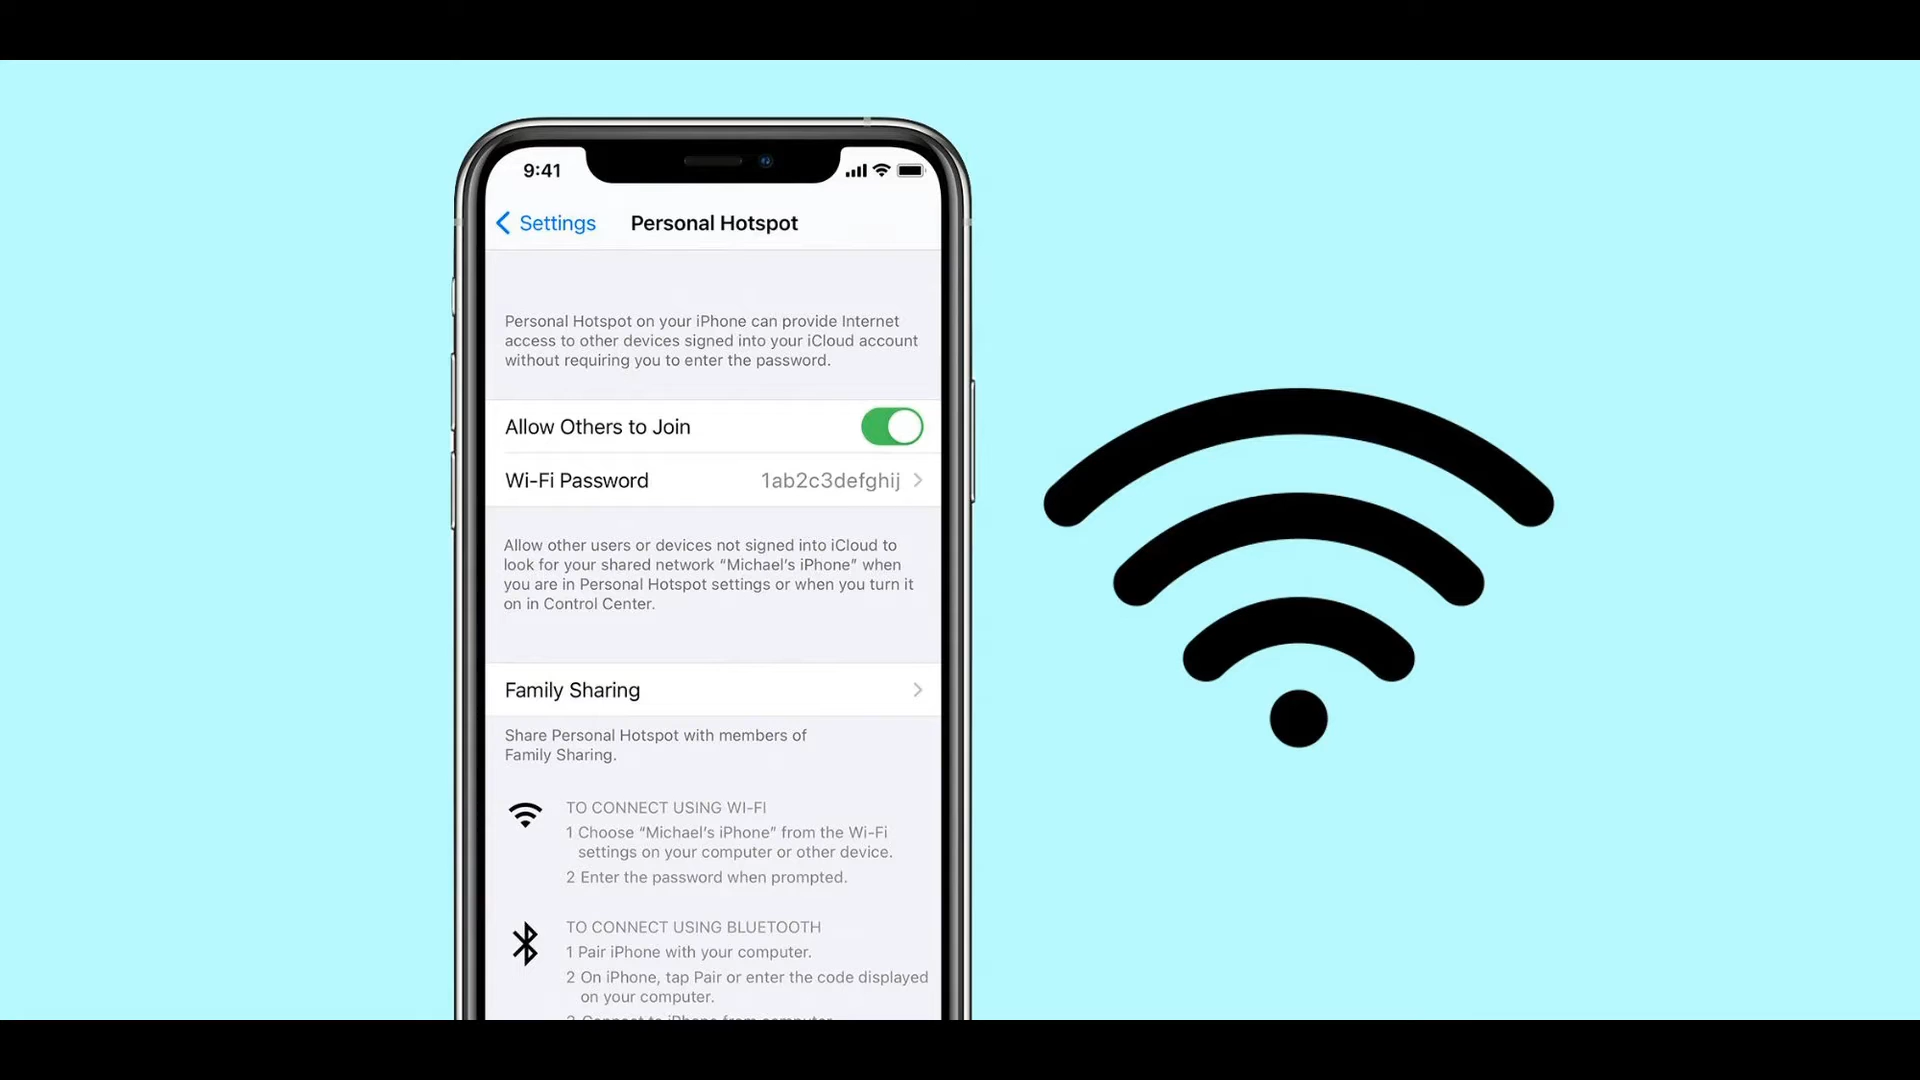 9:41
Settings
Personal Hotspot
Personal Hotspot on your iPhone can provide Internet
access to other devices signed into your iCloud account
without requiring you to enter the password.
Allow Others to Join
Wi-Fi Password 1ab2c3defghij
Allow other users or devices not signed into iCloud to
look for your shared network “Michael’s iPhone” when
you are in Personal Hotspot settings or when you turn it
on in Control Center.
Family Sharing
Share Personal Hotspot with members of
Family Sharing.
TO CONNECT USING WI-FI
1 Choose “Michael’s iPhone” from the Wi-Fi
settings on your computer or other device.
2 Enter the password when prompted.
TO CONNECT USING BLUETOOTH
1 Pair iPhone with your computer.
2 On iPhone, tap Pair or enter the code displayed
on your computer.